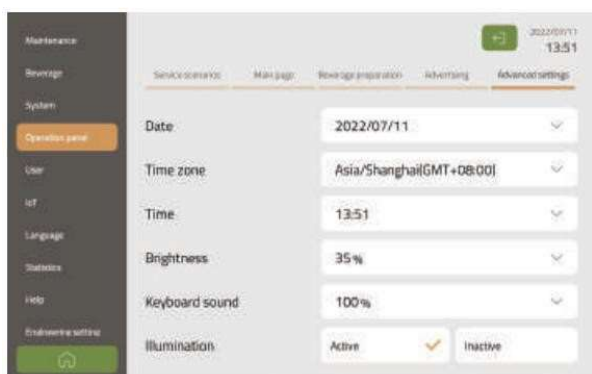 Maintenance
Beverage
System
Operation panel
User
IoT
Language
Statistics
Help
Engineering setting
2022/07/11
13:51
Service scenarios
Main page
Beverage preparation
Advertising
Advanced settings
Date
2022/07/11
Time zone
Asia/Shanghai(GMT+08:00)
Time
13:51
Brightness
35%
Keyboard sound
100%
Illumination
Active
Inactive